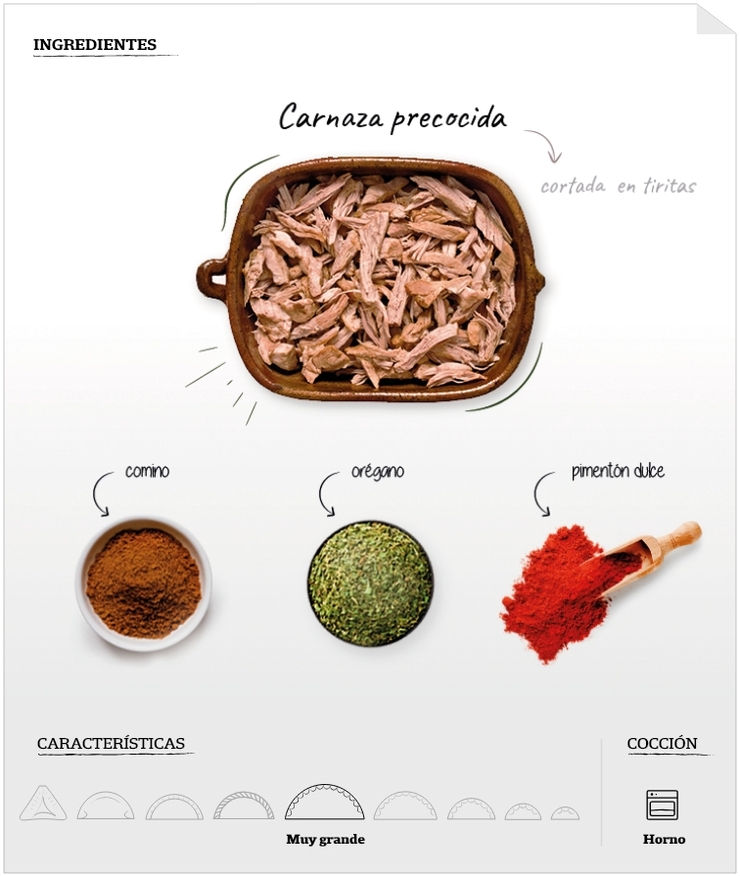 INGREDIENTES
Carnaza precocida
cortada en tiritas
comino
orégano
pimentón dulce
CARACTERÍSTICAS
COCCIÓN
Muy grande
Horno